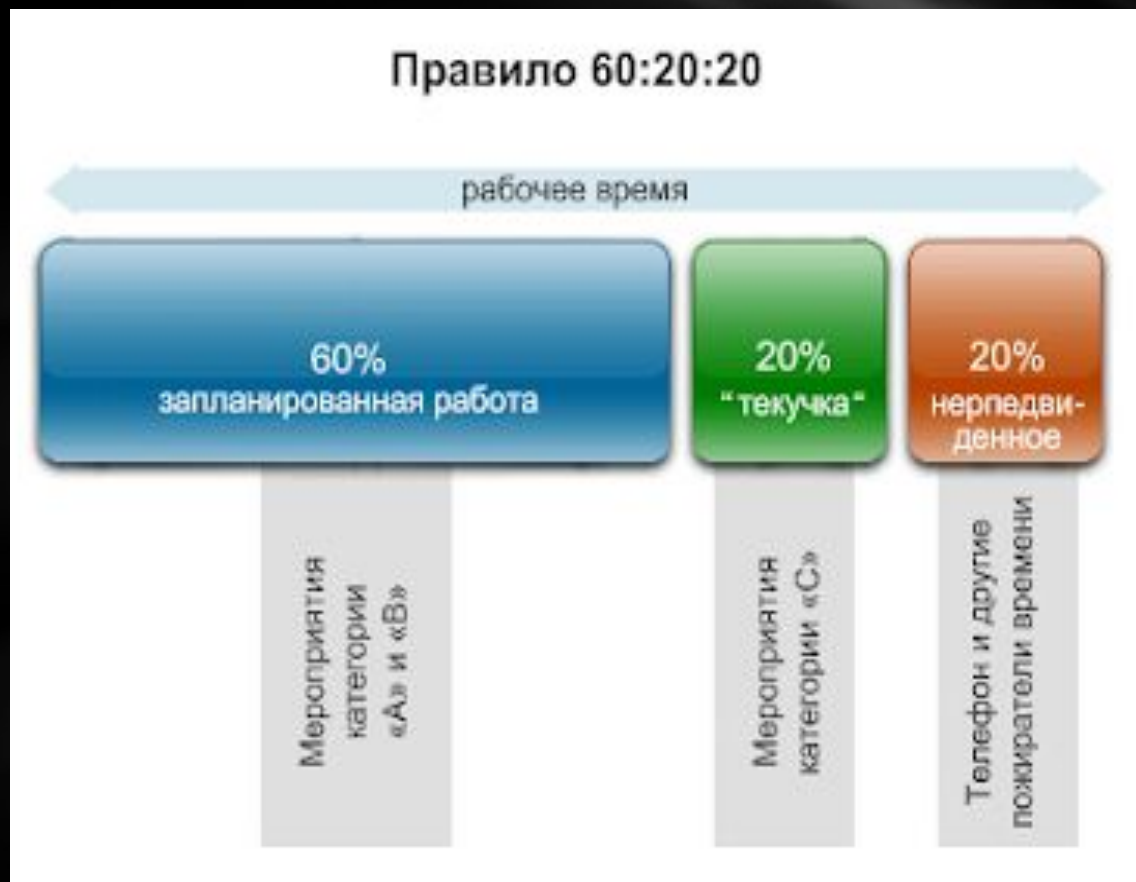 Правило 60:20:20
рабочее время
60%
запланированная работа
20%
"текучка"
20%
нерпедви-
денное
Мероприятия
категории
«А» и «В»
Мероприятия
категории «С»
Телефон и другие
пожиратели времени